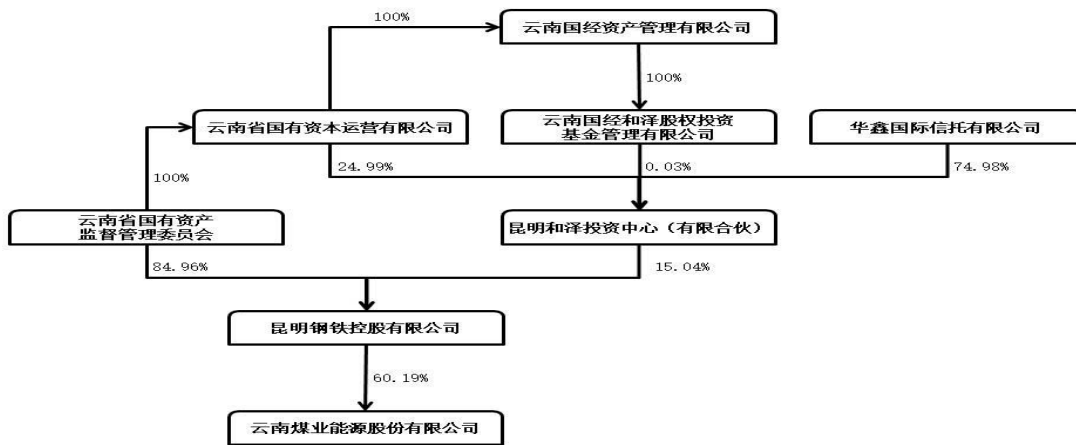 100%
云南国经资产管理有限公司
100%
云南省国有资本运营有限公司
云南国经和泽股权投资
基金管理有限公司
华鑫国际信托有限公司
24.99%
0.03%
74.98%
100%
云南省国有资产
监督管理委员会
昆明和泽投资中心（有限合伙）
84.96%
15.04%
昆明钢铁控股有限公司
60.19%
云南煤业能源股份有限公司